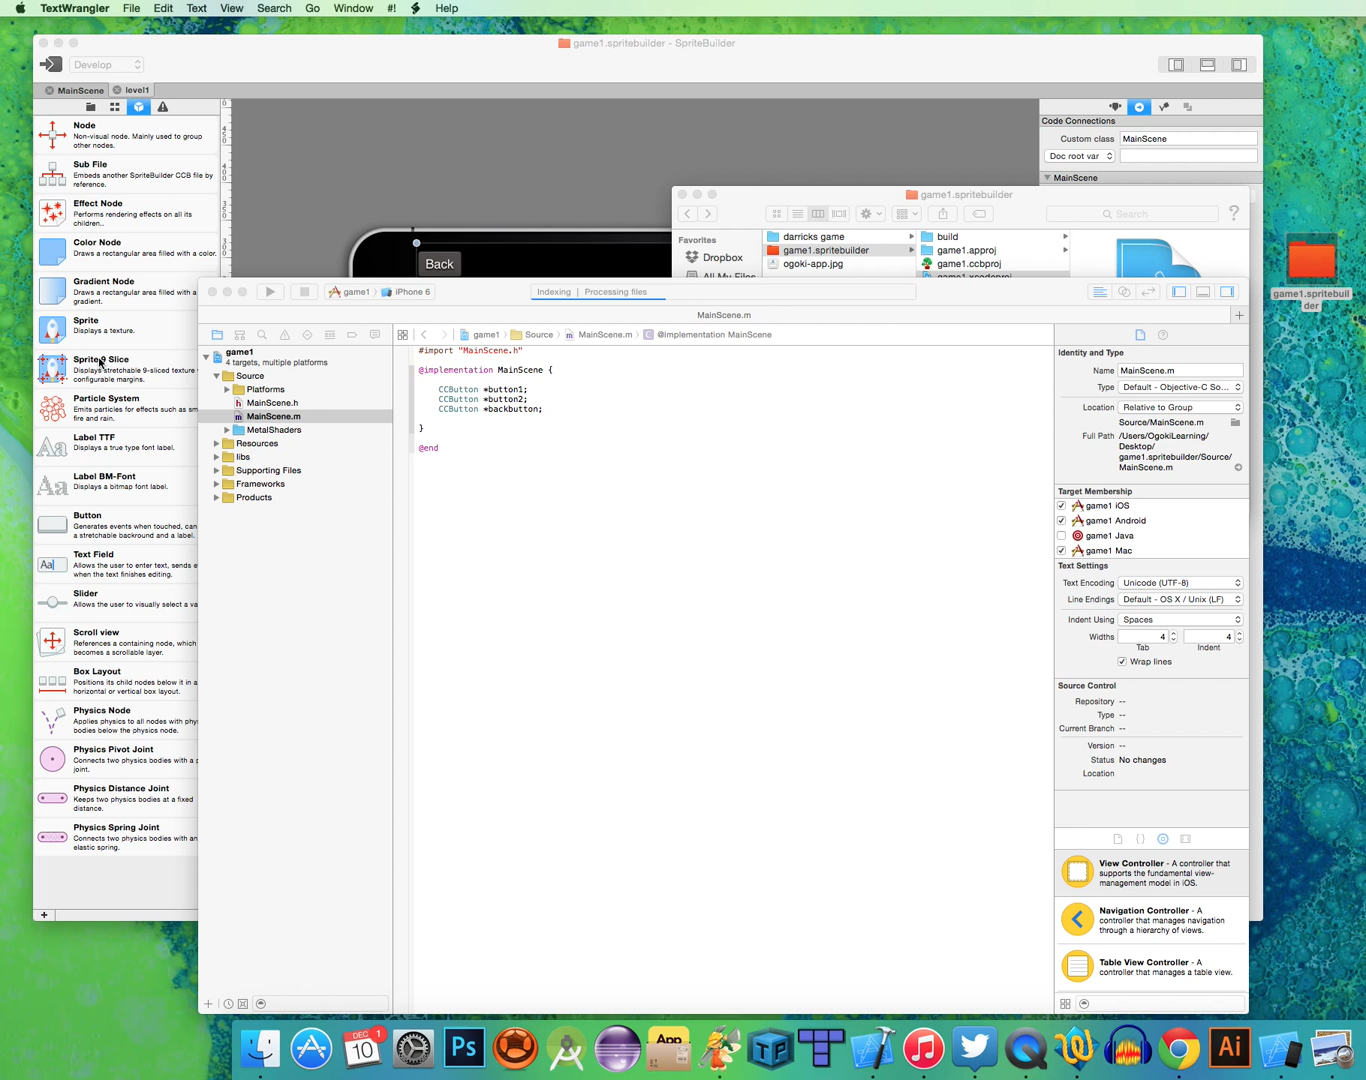 TextWrangler File Edit Text View Search Go Window #! Help
game1.spritebuilder - SpriteBuilder
Develop
MainScene level1
Node
Non-visual node. Mainly used to group
other nodes.
Sub File
Embeds another SpriteBuilder CCB file by
reference.
Effect Node
Performs rendering effects on all its
children...
Color Node
Draws a rectangular area filled with a color.
Gradient Node
Draws a rectangular area filled with a
gradient.
Sprite
Displays a texture.
Sprite 9 Slice
Displays stretchable 9-sliced texture
configurable margins.
Particle System
Emits particles for effects such as sm
fire and rain.
Label TTF
Displays a true type font label.
Label BM-Font
Displays a bitmap font label.
Button
Generates events when touched, can
a stretchable backround and a label.
Text Field
Allows the user to enter text, sends e
when the text finishes editing.
Slider
Allows the user to visually select a va
Scroll view
References a containing node, which
becomes a scrollable layer.
Box Layout
Positions its child nodes below it in a
horizontal or vertical box layout.
Physics Node
Applies physics to all nodes with phy
bodies below the physics node.
Physics Pivot Joint
Connects two physics bodies with a p
joint.
Physics Distance Joint
Keeps two physics bodies at a fixed
distance.
Physics Spring Joint
Connects two physics bodies with an
elastic spring.
Back
Code Connections
Custom class MainScene
Doc root var
MainScene
game1.spritebuilder
Search
Favorites
Dropbox
All My Files
darricks game
game1.spritebuilder
ogoki-app.jpg
build
game1.approj
game1.ccbproj
game1.xcodeproj
game1.spritebuil
der
game1 iPhone 6
Indexing | Processing files
MainScene.m
game1 Source MainScene.m @implementation MainScene
game1
4 targets, multiple platforms
Source
Platforms
MainScene.h
MainScene.m
MetalShaders
Resources
libs
Supporting Files
Frameworks
Products
#import "MainScene.h"
@implementation MainScene {
CCButton *button1;
CCButton *button2;
CCButton *backbutton;
}
@end
Identity and Type
Name MainScene.m
Type Default - Objective-C So...
Location Relative to Group
Source/MainScene.m
Full Path /Users/OgokiLearning/
Desktop/
game1.spritebuilder/Source/
MainScene.m
Target Membership
game1 iOS
game1 Android
game1 Java
game1 Mac
Text Settings
Text Encoding Unicode (UTF-8)
Line Endings Default - OS X / Unix (LF)
Indent Using Spaces
Widths 4 4
Tab Indent
Wrap lines
Source Control
Repository --
Type --
Current Branch --
Version --
Status No changes
Location
View Controller - A controller that
supports the fundamental view-
management model in iOS.
Navigation Controller - A
controller that manages navigation
through a hierarchy of views.
Table View Controller - A
controller that manages a table view.
DEC 1
10
Ps
App
TP
Ai